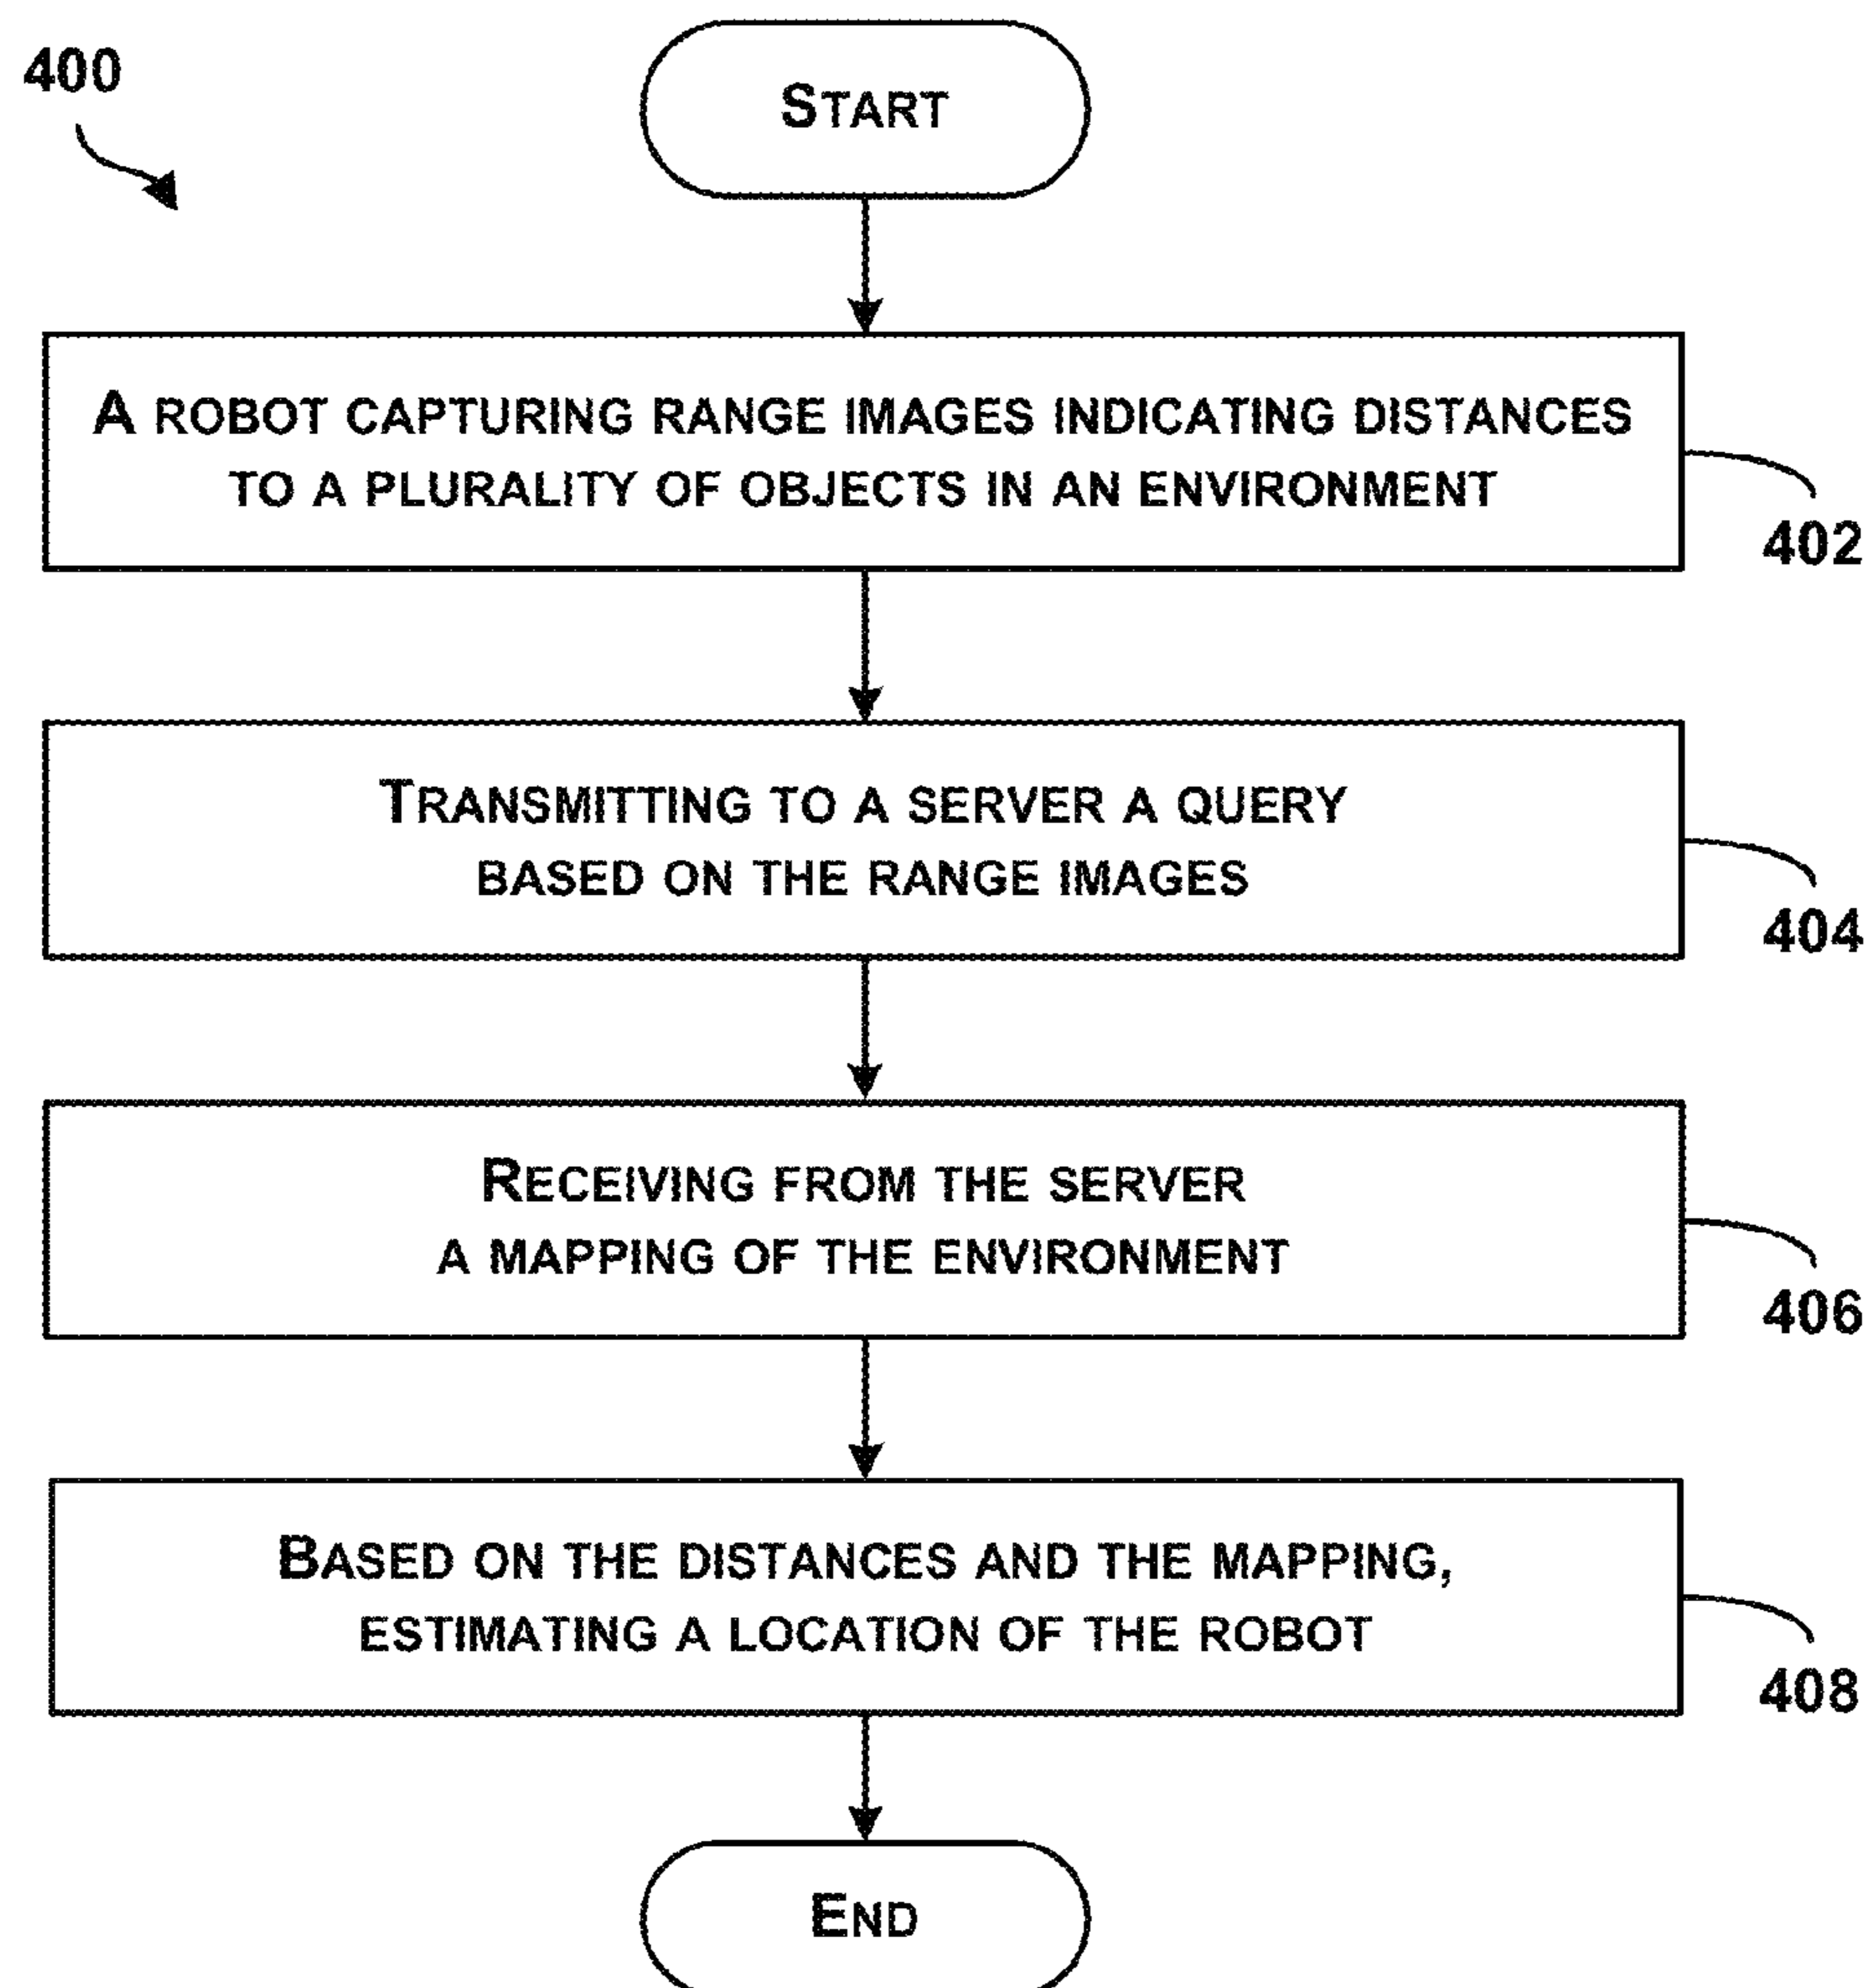 400
START
A ROBOT CAPTURING RANGE IMAGES INDICATING DISTANCES
TO A PLURALITY OF OBJECTS IN AN ENVIRONMENT
402
TRANSMITTING TO A SERVER A QUERY
BASED ON THE RANGE IMAGES
404
RECEIVING FROM THE SERVER
A MAPPING OF THE ENVIRONMENT
406
BASED ON THE DISTANCES AND THE MAPPING,
ESTIMATING A LOCATION OF THE ROBOT
408
END